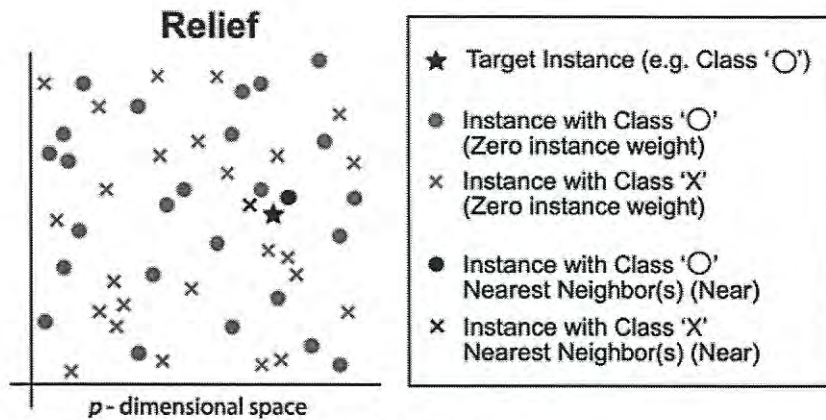 Relief
p - dimensional space
Target Instance (e.g. Class ‘○’)
Instance with Class ‘○’
(Zero instance weight)
Instance with Class ‘X’
(Zero instance weight)
Instance with Class ‘○’
Nearest Neighbor(s) (Near)
Instance with Class ‘X’
Nearest Neighbor(s) (Near)